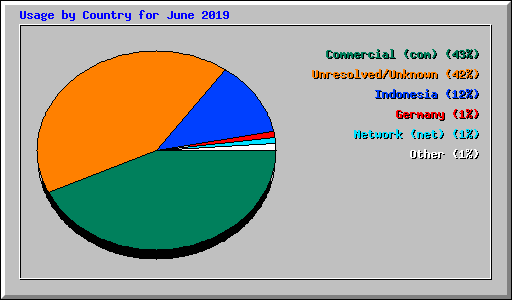 Usage by Country for June 2019
Commercial (com) (43%)
Unresolved/Unknown (42%)
Indonesia (12%)
Germany (1%)
Network (net) (1%)
Other (1%)